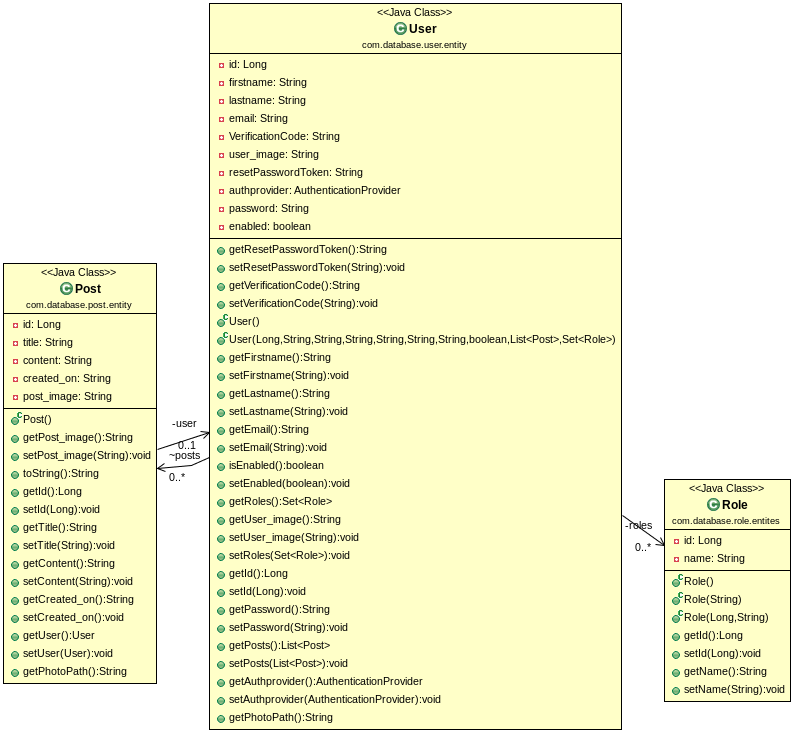 <<Java Class>>
User
com.database.user.entity
id: Long
firstname: String
lastname: String
email: String
VerificationCode: String
user_image: String
resetPasswordToken: String
authprovider: AuthenticationProvider
password: String
enabled: boolean
getResetPasswordToken():String
setResetPasswordToken(String):void
getVerificationCode():String
setVerificationCode(String):void
User()
User(Long,String,String,String,String,String,String,boolean,List<Post>,Set<Role>)
getFirstname():String
setFirstname(String):void
getLastname():String
setLastname(String):void
getEmail():String
setEmail(String):void
isEnabled():boolean
setEnabled(boolean):void
getRoles():Set<Role>
getUser_image():String
setUser_image(String):void
setRoles(Set<Role>):void
getId():Long
setId(Long):void
getPassword():String
setPassword(String):void
getPosts():List<Post>
setPosts(List<Post>):void
getAuthprovider():AuthenticationProvider
setAuthprovider(AuthenticationProvider):void
getPhotoPath():String
<<Java Class>>
Post
com.database.post.entity
id: Long
title: String
content: String
created_on: String
post_image: String
Post()
getPost_image():String
setPost_image(String):void
toString():String
getId():Long
setId(Long):void
getTitle():String
setTitle(String):void
getContent():String
setContent(String):void
getCreated_on():String
setCreated_on():void
getUser():User
setUser(User):void
getPhotoPath():String
-user
0..1
~posts
0..*
-roles
0..*
<<Java Class>>
Role
com.database.role.entites
id: Long
name: String
Role()
Role(String)
Role(Long,String)
getId():Long
setId(Long):void
getName():String
setName(String):void